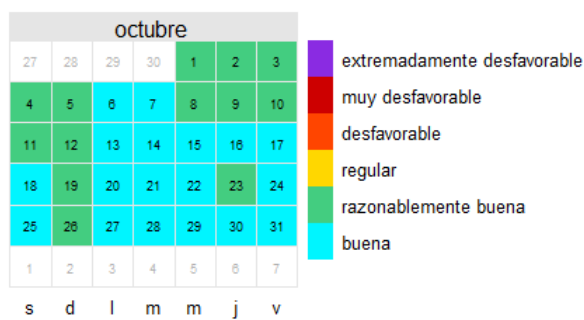 octubre
27 28 29 30 1 2 3
4 5 6 7 8 9 10
11 12 13 14 15 16 17
18 19 20 21 22 23 24
25 26 27 28 29 30 31
1 2 3 4 5 6 7
s d l m m j v
extremadamente desfavorable
muy desfavorable
desfavorable
regular
razonablemente buena
buena